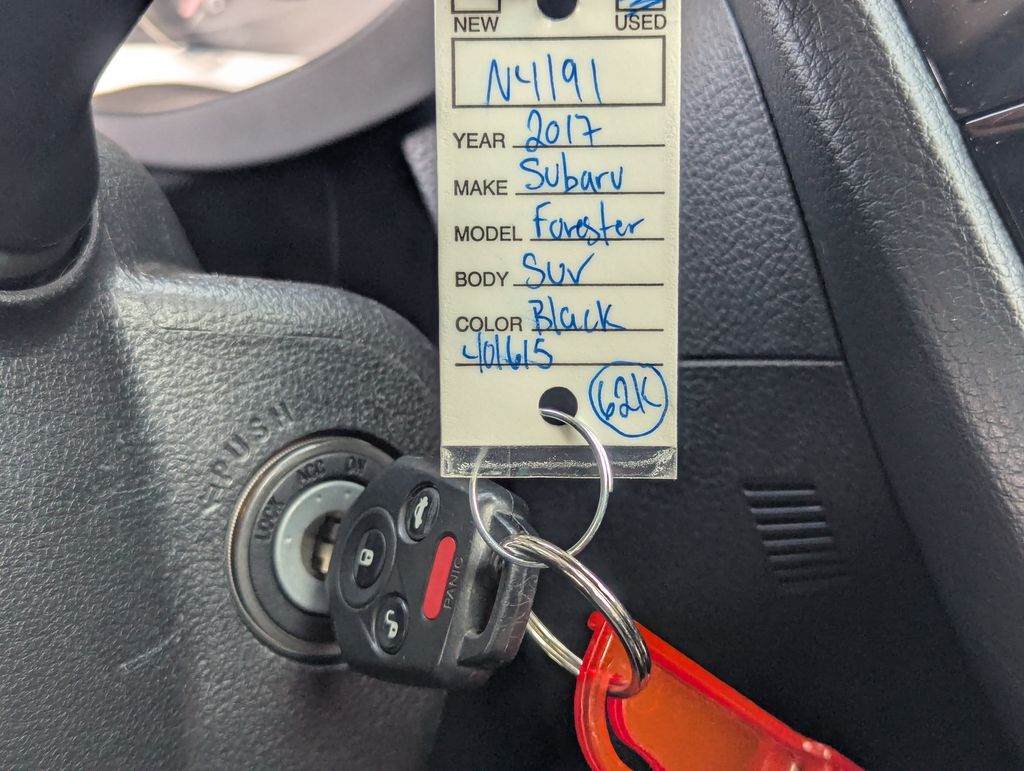 NEW USED
N4191
YEAR 2017
MAKE Subaru
MODEL Forester
BODY SUV
COLOR Black
401615
62K
PUSH
LOCK ACC ON
PANIC